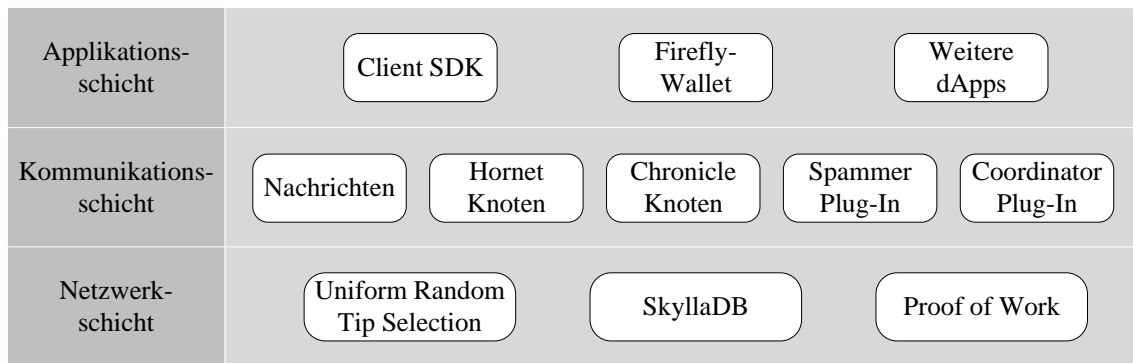 Applikations-
schicht
Client SDK
Firefly-
Wallet
Weitere
dApps
Kommunikations-
schicht
Nachrichten
Hornet
Knoten
Chronicle
Knoten
Spammer
Plug-In
Coordinator
Plug-In
Netzwerk-
schicht
Uniform Random
Tip Selection
SkyllaDB
Proof of Work